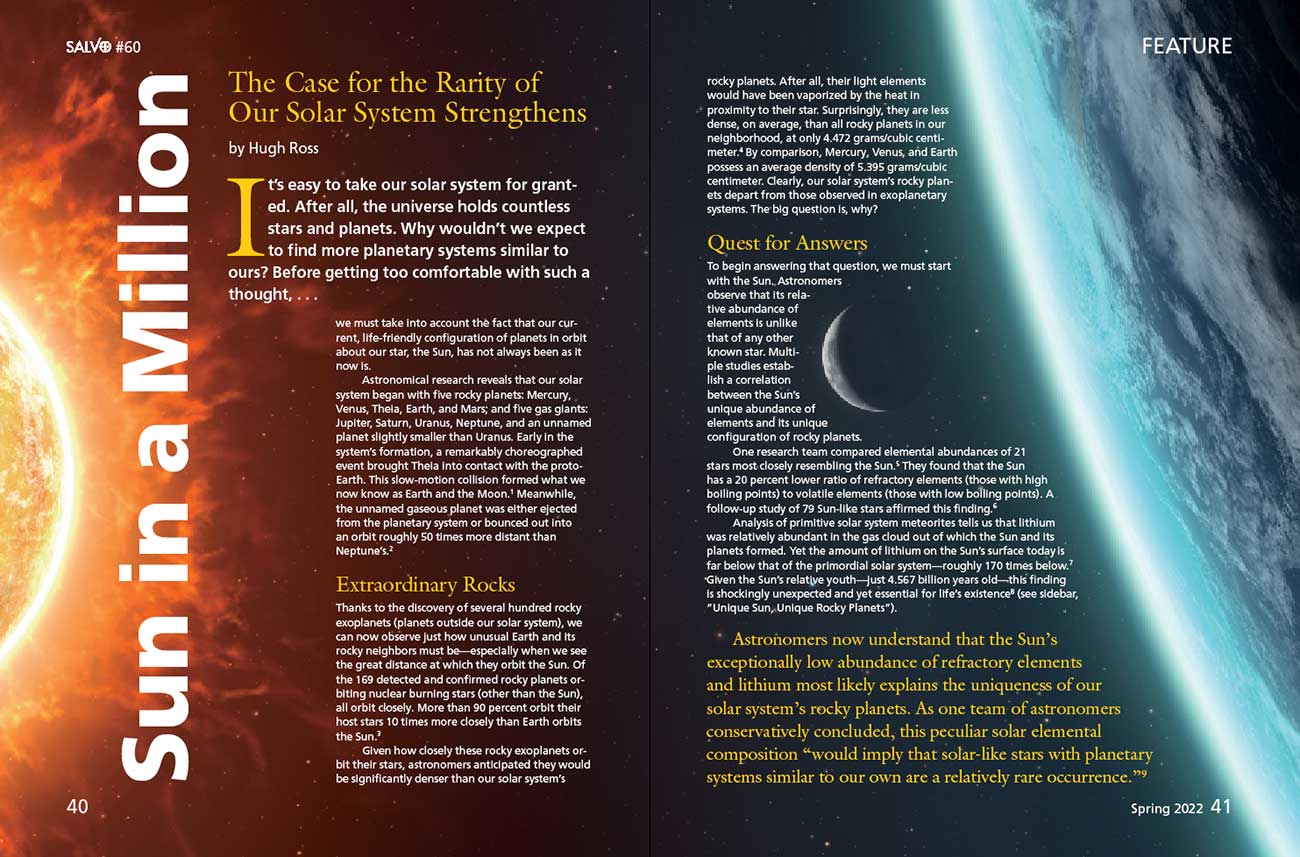 SALVO #60
Sun in a Million
The Case for the Rarity of
Our Solar System Strengthens
by Hugh Ross
It’s easy to take our solar system for grant-
ed. After all, the universe holds countless
stars and planets. Why wouldn’t we expect
to find more planetary systems similar to
ours? Before getting too comfortable with such a
thought, . . .
we must take into account the fact that our cur-
rent, life-friendly configuration of planets in orbit
about our star, the Sun, has not always been as it
now is.
Astronomical research reveals that our solar
system began with five rocky planets: Mercury,
Venus, Theia, Earth, and Mars; and five gas giants:
Jupiter, Saturn, Uranus, Neptune, and an unnamed
planet slightly smaller than Uranus. Early in the
system’s formation, a remarkably choreographed
event brought Theia into contact with the proto-
Earth. This slow-motion collision formed what we
now know as Earth and the Moon.¹ Meanwhile,
the unnamed gaseous planet was either ejected
from the planetary system or bounced out into
an orbit roughly 50 times more distant than
Neptune’s.²
Extraordinary Rocks
Thanks to the discovery of several hundred rocky
exoplanets (planets outside our solar system), we
can now observe just how unusual Earth and its
rocky neighbors must be—especially when we see
the great distance at which they orbit the Sun. Of
the 169 detected and confirmed rocky planets or-
biting nuclear burning stars (other than the Sun),
all orbit closely. More than 90 percent orbit their
host stars 10 times more closely than Earth orbits
the Sun.³
Given how closely these rocky exoplanets or-
bit their stars, astronomers anticipated they would
be significantly denser than our solar system’s
40
FEATURE
rocky planets. After all, their light elements
would have been vaporized by the heat in
proximity to their star. Surprisingly, they are less
dense, on average, than all rocky planets in our
neighborhood, at only 4.472 grams/cubic centi-
meter.⁴ By comparison, Mercury, Venus, and Earth
possess an average density of 5.395 grams/cubic
centimeter. Clearly, our solar system’s rocky plan-
ets depart from those observed in exoplanetary
systems. The big question is, why?
Quest for Answers
To begin answering that question, we must start
with the Sun. Astronomers
observe that its rela-
tive abundance of
elements is unlike
that of any other
known star. Multi-
ple studies estab-
lish a correlation
between the Sun’s
unique abundance of
elements and its unique
configuration of rocky planets.
One research team compared elemental abundances of 21
stars most closely resembling the Sun.⁵ They found that the Sun
has a 20 percent lower ratio of refractory elements (those with high
boiling points) to volatile elements (those with low boiling points). A
follow-up study of 79 Sun-like stars affirmed this finding.⁶
Analysis of primitive solar system meteorites tells us that lithium
was relatively abundant in the gas cloud out of which the Sun and its
planets formed. Yet the amount of lithium on the Sun’s surface today is
far below that of the primordial solar system—roughly 170 times below.⁷
Given the Sun’s relative youth—just 4.567 billion years old—this finding
is shockingly unexpected and yet essential for life’s existence⁸ (see sidebar,
“Unique Sun, Unique Rocky Planets”).
Astronomers now understand that the Sun’s
exceptionally low abundance of refractory elements
and lithium most likely explains the uniqueness of our
solar system’s rocky planets. As one team of astronomers
conservatively concluded, this peculiar solar elemental
composition “would imply that solar-like stars with planetary
systems similar to our own are a relatively rare occurrence.”⁹
Spring 2022 41